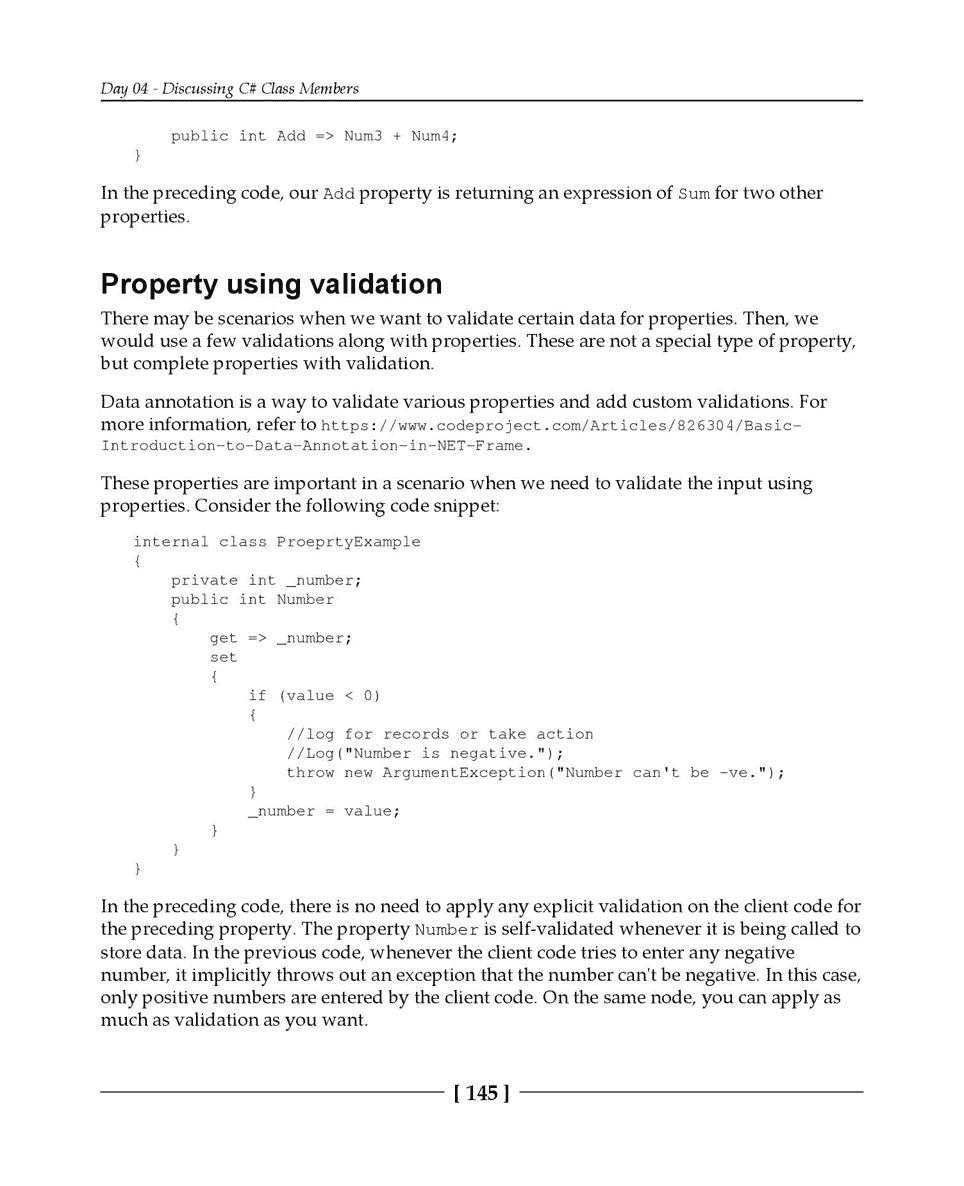 Day 04 - Discussing C# Class Members
public int Add => Num3 + Num4;
}
In the preceding code, our Add property is returning an expression of Sum for two other
properties.
Property using validation
There may be scenarios when we want to validate certain data for properties. Then, we
would use a few validations along with properties. These are not a special type of property,
but complete properties with validation.
Data annotation is a way to validate various properties and add custom validations. For
more information, refer to https://www.codeproject.com/Articles/826304/Basic-
Introduction-to-Data-Annotation-in-NET-Frame.
These properties are important in a scenario when we need to validate the input using
properties. Consider the following code snippet:
internal class ProeprtyExample
{
private int _number;
public int Number
{
get => _number;
set
{
if (value < 0)
{
//log for records or take action
//Log("Number is negative.");
throw new ArgumentException("Number can't be -ve.");
}
_number = value;
}
}
}
In the preceding code, there is no need to apply any explicit validation on the client code for
the preceding property. The property Number is self-validated whenever it is being called to
store data. In the previous code, whenever the client code tries to enter any negative
number, it implicitly throws out an exception that the number can't be negative. In this case,
only positive numbers are entered by the client code. On the same node, you can apply as
much as validation as you want.
[ 145 ]